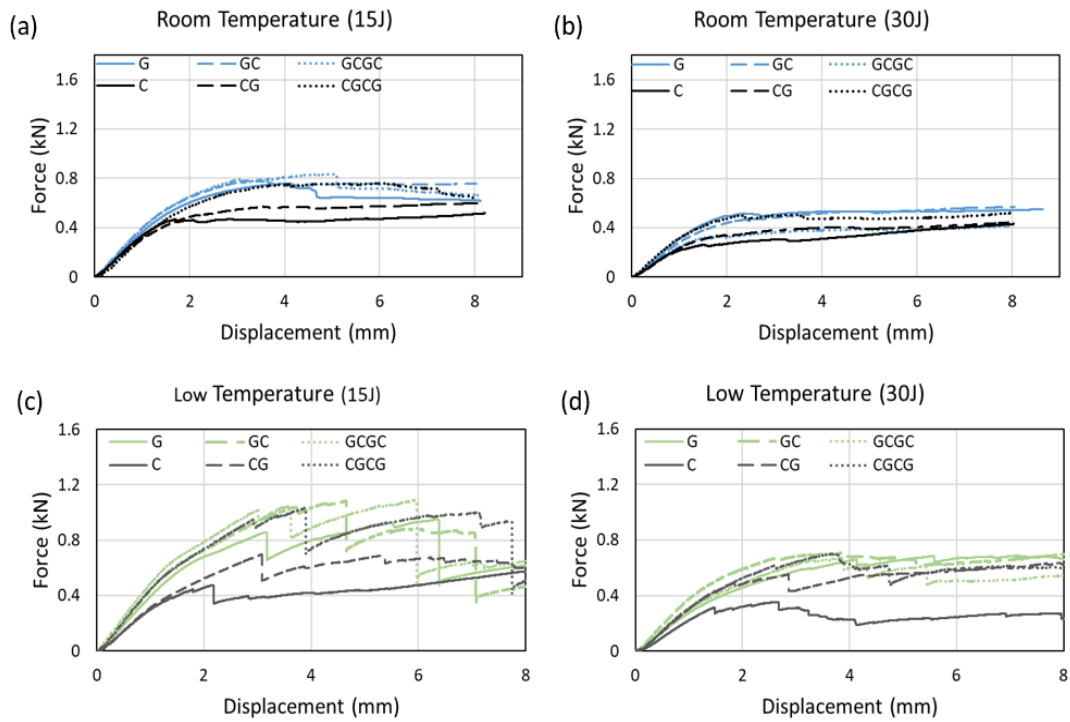 (a)
Room Temperature (15J)
1.6
1.2
0.8
0.4
0
Force (kN)
G GC GCGC
C CG CGCG
0 2 4 6 8
Displacement (mm)
(b)
Room Temperature (30J)
1.6
1.2
0.8
0.4
0
Force (kN)
G GC GCGC
C CG CGCG
0 2 4 6 8
Displacement (mm)
(c)
Low Temperature (15J)
1.6
1.2
0.8
0.4
0
Force (kN)
G GC GCGC
C CG CGCG
0 2 4 6 8
Displacement (mm)
(d)
Low Temperature (30J)
1.6
1.2
0.8
0.4
0
Force (kN)
G GC GCGC
C CG CGCG
0 2 4 6 8
Displacement (mm)